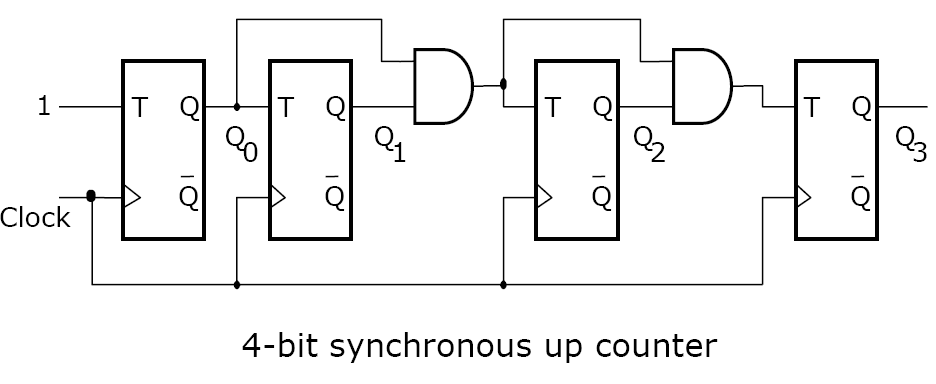 1 T Q T Q T Q T Q
Q0 Q1 Q2 Q3
Q̅ Q̅ Q̅ Q̅
Clock
4-bit synchronous up counter